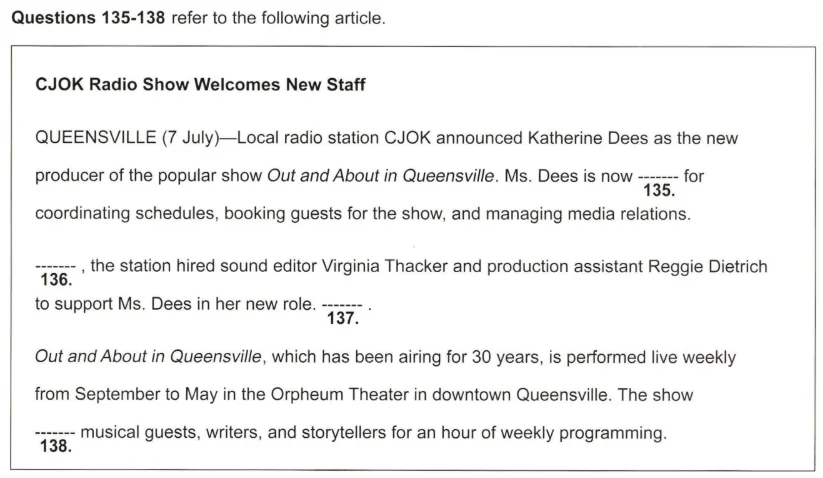 Questions 135-138 refer to the following article.
CJOK Radio Show Welcomes New Staff
QUEENSVILLE (7 July)—Local radio station CJOK announced Katherine Dees as the new
producer of the popular show Out and About in Queensville. Ms. Dees is now ------- for
135.
coordinating schedules, booking guests for the show, and managing media relations.
------- , the station hired sound editor Virginia Thacker and production assistant Reggie Dietrich
136.
to support Ms. Dees in her new role. ------- .
137.
Out and About in Queensville, which has been airing for 30 years, is performed live weekly
from September to May in the Orpheum Theater in downtown Queensville. The show
------- musical guests, writers, and storytellers for an hour of weekly programming.
138.